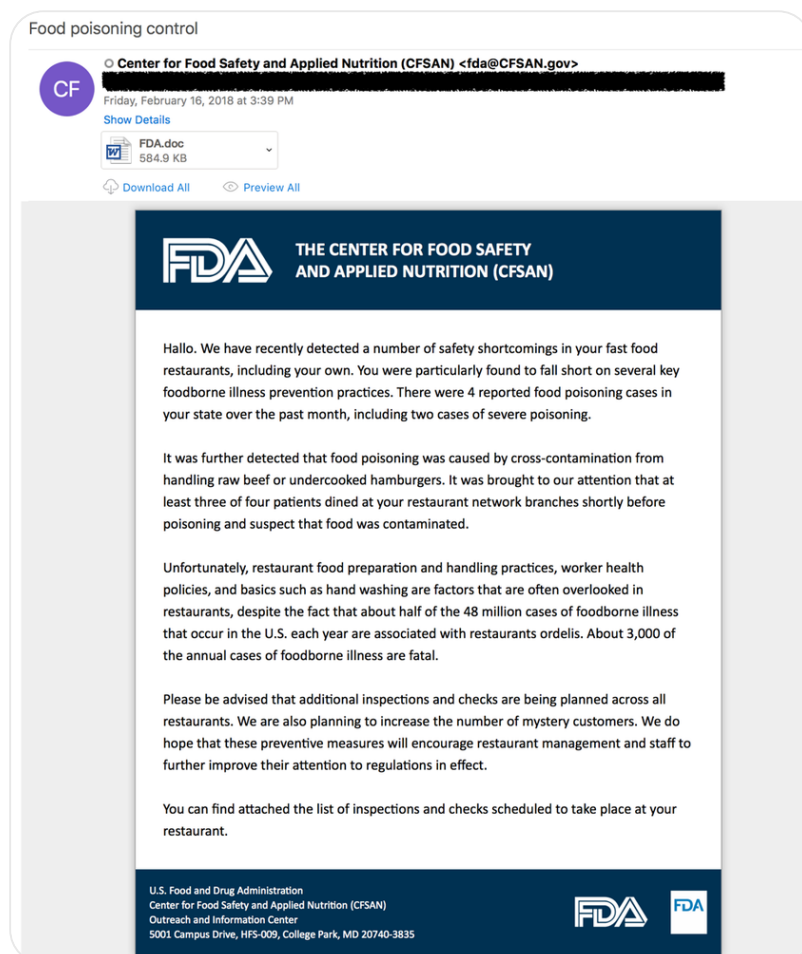 Food poisoning control
Center for Food Safety and Applied Nutrition (CFSAN) <fda@CFSAN.gov>
CF
Friday, February 16, 2018 at 3:39 PM
Show Details
FDA.doc
584.9 KB
Download All Preview All
FDA
THE CENTER FOR FOOD SAFETY
AND APPLIED NUTRITION (CFSAN)
Hallo. We have recently detected a number of safety shortcomings in your fast food
restaurants, including your own. You were particularly found to fall short on several key
foodborne illness prevention practices. There were 4 reported food poisoning cases in
your state over the past month, including two cases of severe poisoning.
It was further detected that food poisoning was caused by cross-contamination from
handling raw beef or undercooked hamburgers. It was brought to our attention that at
least three of four patients dined at your restaurant network branches shortly before
poisoning and suspect that food was contaminated.
Unfortunately, restaurant food preparation and handling practices, worker health
policies, and basics such as hand washing are factors that are often overlooked in
restaurants, despite the fact that about half of the 48 million cases of foodborne illness
that occur in the U.S. each year are associated with restaurants ordelis. About 3,000 of
the annual cases of foodborne illness are fatal.
Please be advised that additional inspections and checks are being planned across all
restaurants. We are also planning to increase the number of mystery customers. We do
hope that these preventive measures will encourage restaurant management and staff to
further improve their attention to regulations in effect.
You can find attached the list of inspections and checks scheduled to take place at your
restaurant.
U.S. Food and Drug Administration
Center for Food Safety and Applied Nutrition (CFSAN)
Outreach and Information Center
5001 Campus Drive, HFS-009, College Park, MD 20740-3835
FDA FDA